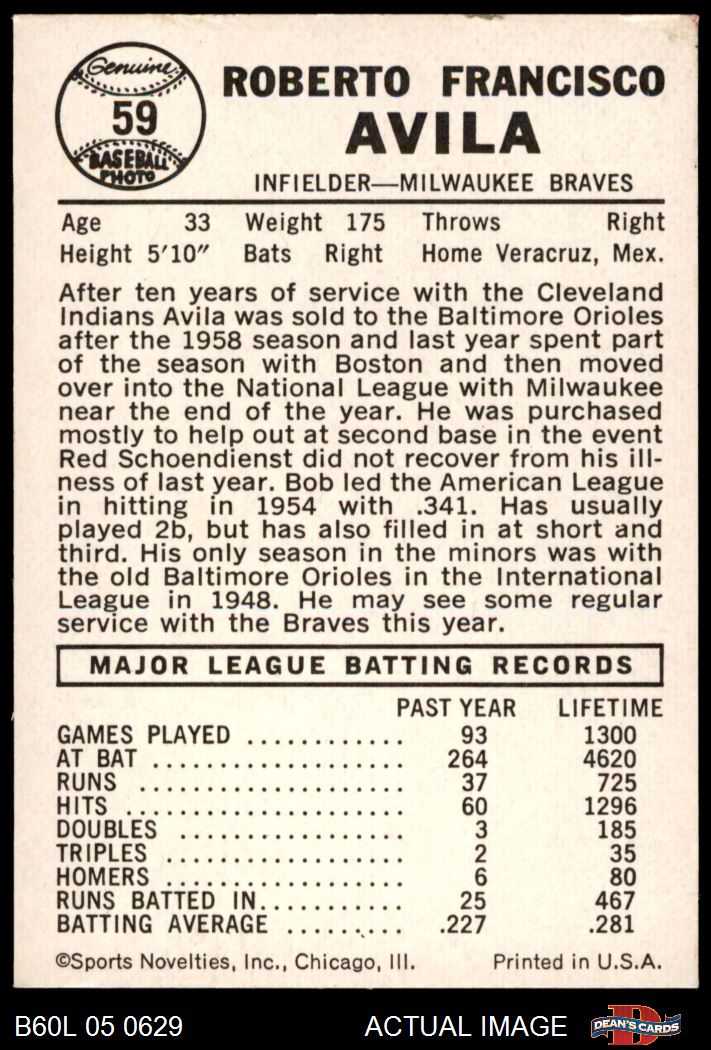 Genuine
59
BASEBALL
PHOTO
ROBERTO FRANCISCO
AVILA
INFIELDER—MILWAUKEE BRAVES
Age 33 Weight 175 Throws Right
Height 5'10" Bats Right Home Veracruz, Mex.
After ten years of service with the Cleveland
Indians Avila was sold to the Baltimore Orioles
after the 1958 season and last year spent part
of the season with Boston and then moved
over into the National League with Milwaukee
near the end of the year. He was purchased
mostly to help out at second base in the event
Red Schoendienst did not recover from his ill-
ness of last year. Bob led the American League
in hitting in 1954 with .341. Has usually
played 2b, but has also filled in at short and
third. His only season in the minors was with
the old Baltimore Orioles in the International
League in 1948. He may see some regular
service with the Braves this year.
MAJOR LEAGUE BATTING RECORDS
PAST YEAR LIFETIME
GAMES PLAYED ............ 93 1300
AT BAT .................... 264 4620
RUNS ..................... 37 725
HITS ...................... 60 1296
DOUBLES .................. 3 185
TRIPLES ................... 2 35
HOMERS ................... 6 80
RUNS BATTED IN........... 25 467
BATTING AVERAGE ......... .227 .281
©Sports Novelties, Inc., Chicago, Ill. Printed in U.S.A.
B60L 05 0629 ACTUAL IMAGE D DEAN'S CARDS